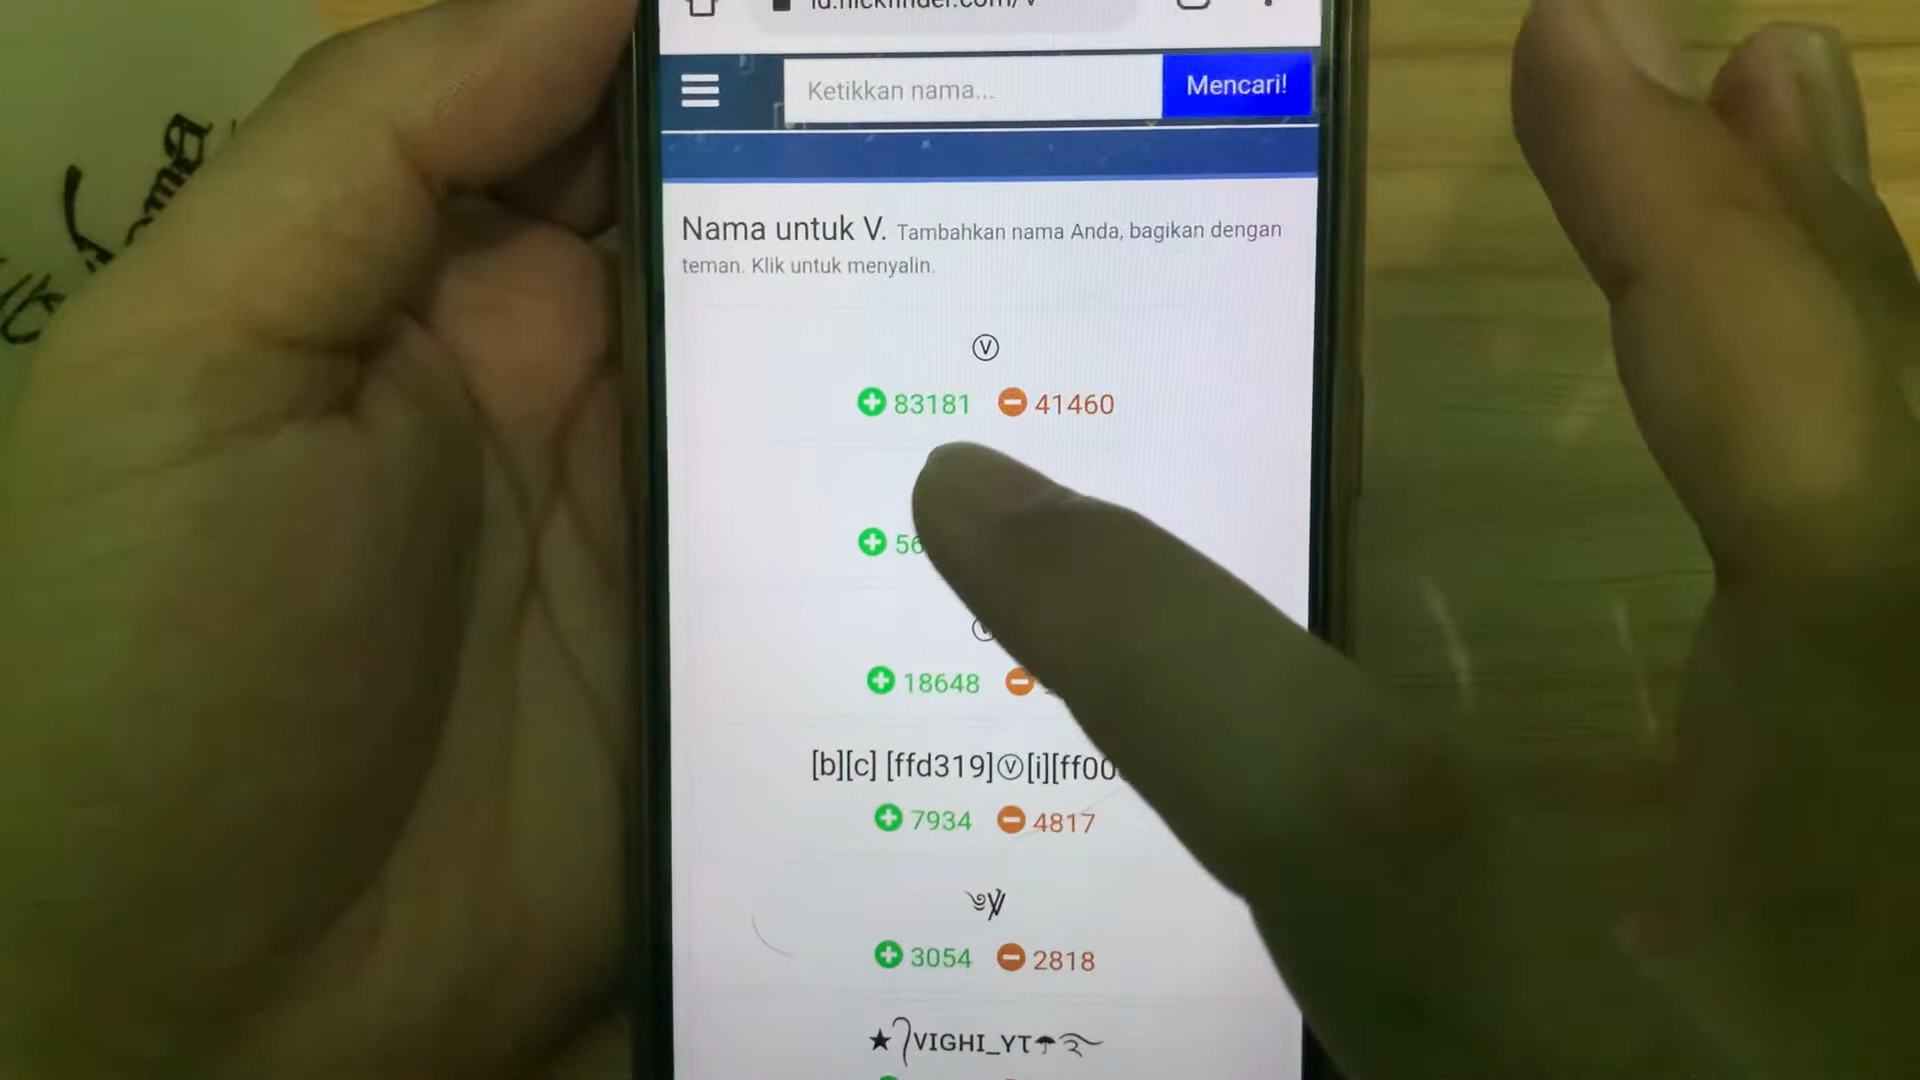 Ketikkan nama...
Mencari!
Nama untuk V. Tambahkan nama Anda, bagikan dengan
teman. Klik untuk menyalin.
Ⓥ
83181 41460
18648
[b][c] [ffd319]Ⓥ[i][ff00
7934 4817
3054 2818
VIGHI_YT